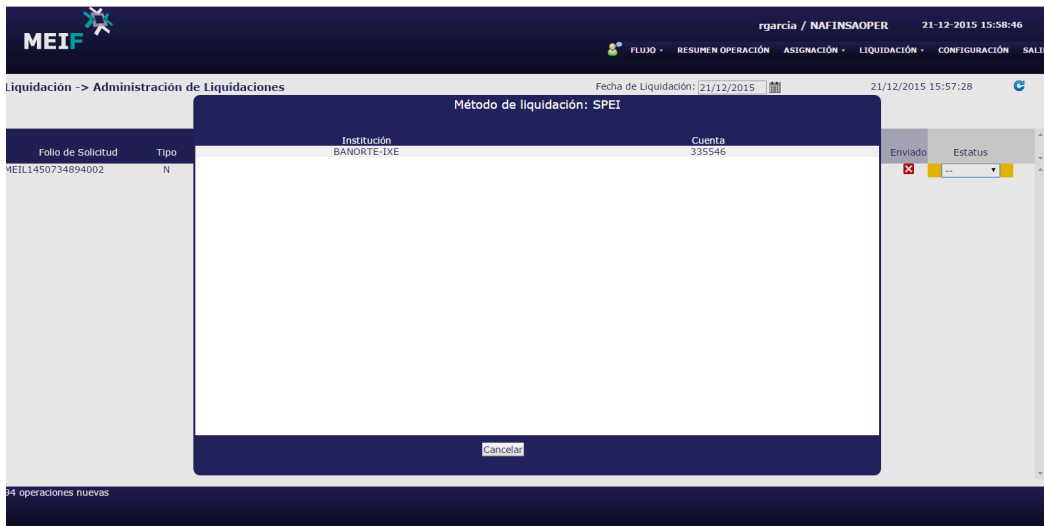 MEIF
rgarcia / NAFINSAOPER 21-12-2015 15:58:46
FLUJO RESUMEN OPERACIÓN ASIGNACIÓN LIQUIDACIÓN CONFIGURACIÓN SALI
Liquidación -> Administración de Liquidaciones Fecha de Liquidación: 21/12/2015 21/12/2015 15:57:28
Método de liquidación: SPEI
Institución Cuenta
Folio de Solicitud Tipo Enviado Estatus
BANORTE-IXE 335546
MEIL1450734894002 N --
Cancelar
94 operaciones nuevas